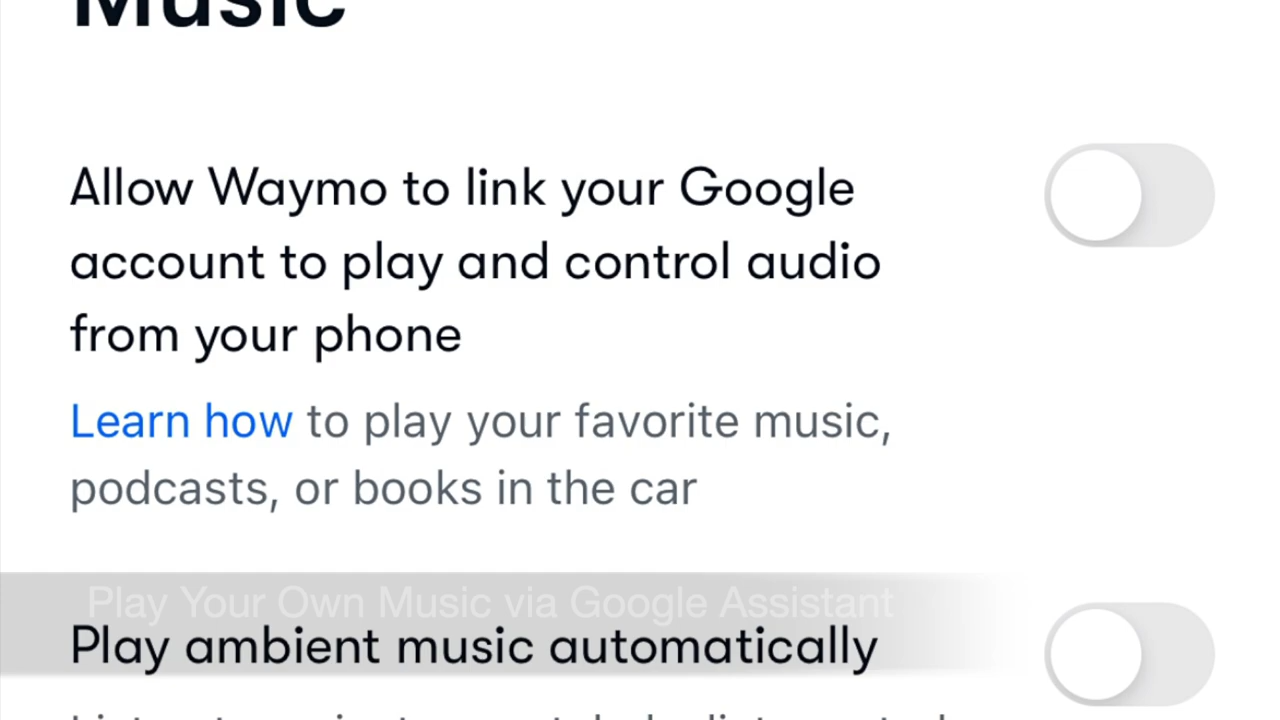 Music
Allow Waymo to link your Google
account to play and control audio
from your phone
Learn how to play your favorite music,
podcasts, or books in the car
Play Your Own Music via Google Assistant
Play ambient music automatically